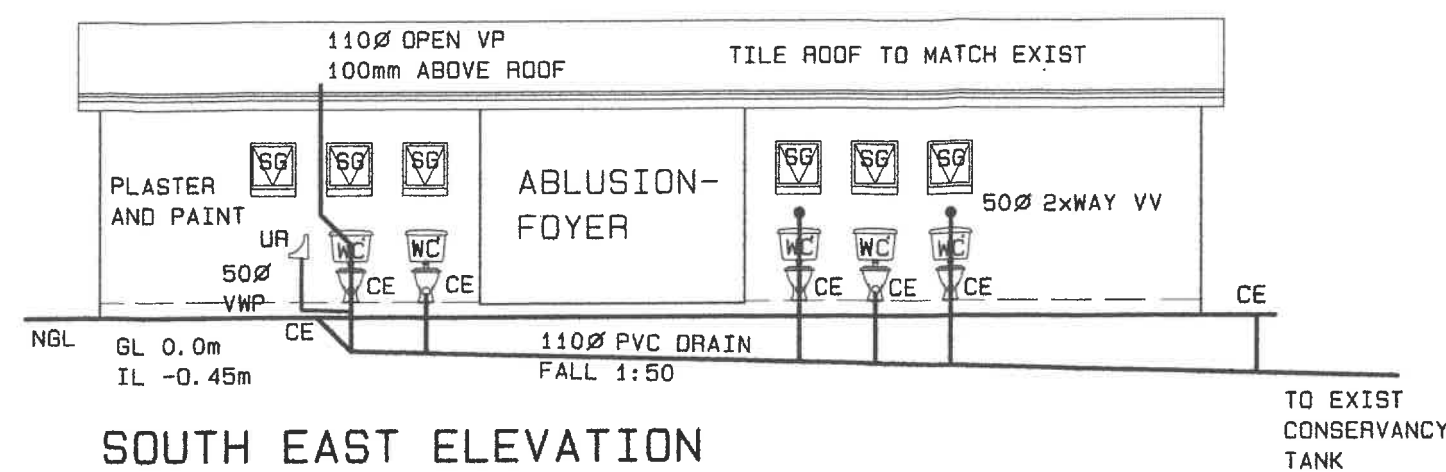 110Ø OPEN VP
100mm ABOVE ROOF
TILE ROOF TO MATCH EXIST
SG
SG
SG
SG
SG
SG
PLASTER
AND PAINT
ABLUSION-
FOYER
50Ø 2xWAY VV
UR
WC
WC
WC
WC
WC
50Ø
VWP
CE
CE
CE
CE
CE
CE
CE
NGL
GL 0.0m
IL -0.45m
110Ø PVC DRAIN
FALL 1:50
TO EXIST
CONSERVANCY
TANK
SOUTH EAST ELEVATION